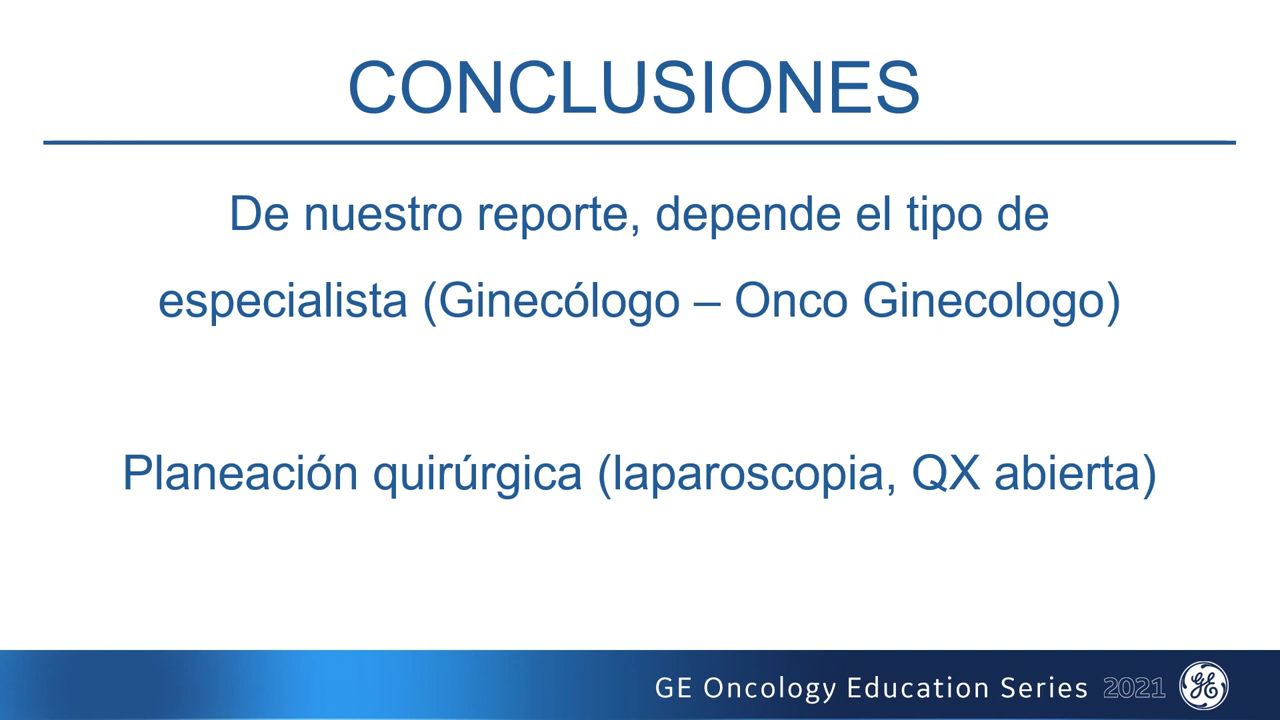 CONCLUSIONES
De nuestro reporte, depende el tipo de
especialista (Ginecólogo – Onco Ginecologo)
Planeación quirúrgica (laparoscopia, QX abierta)
GE Oncology Education Series 2021